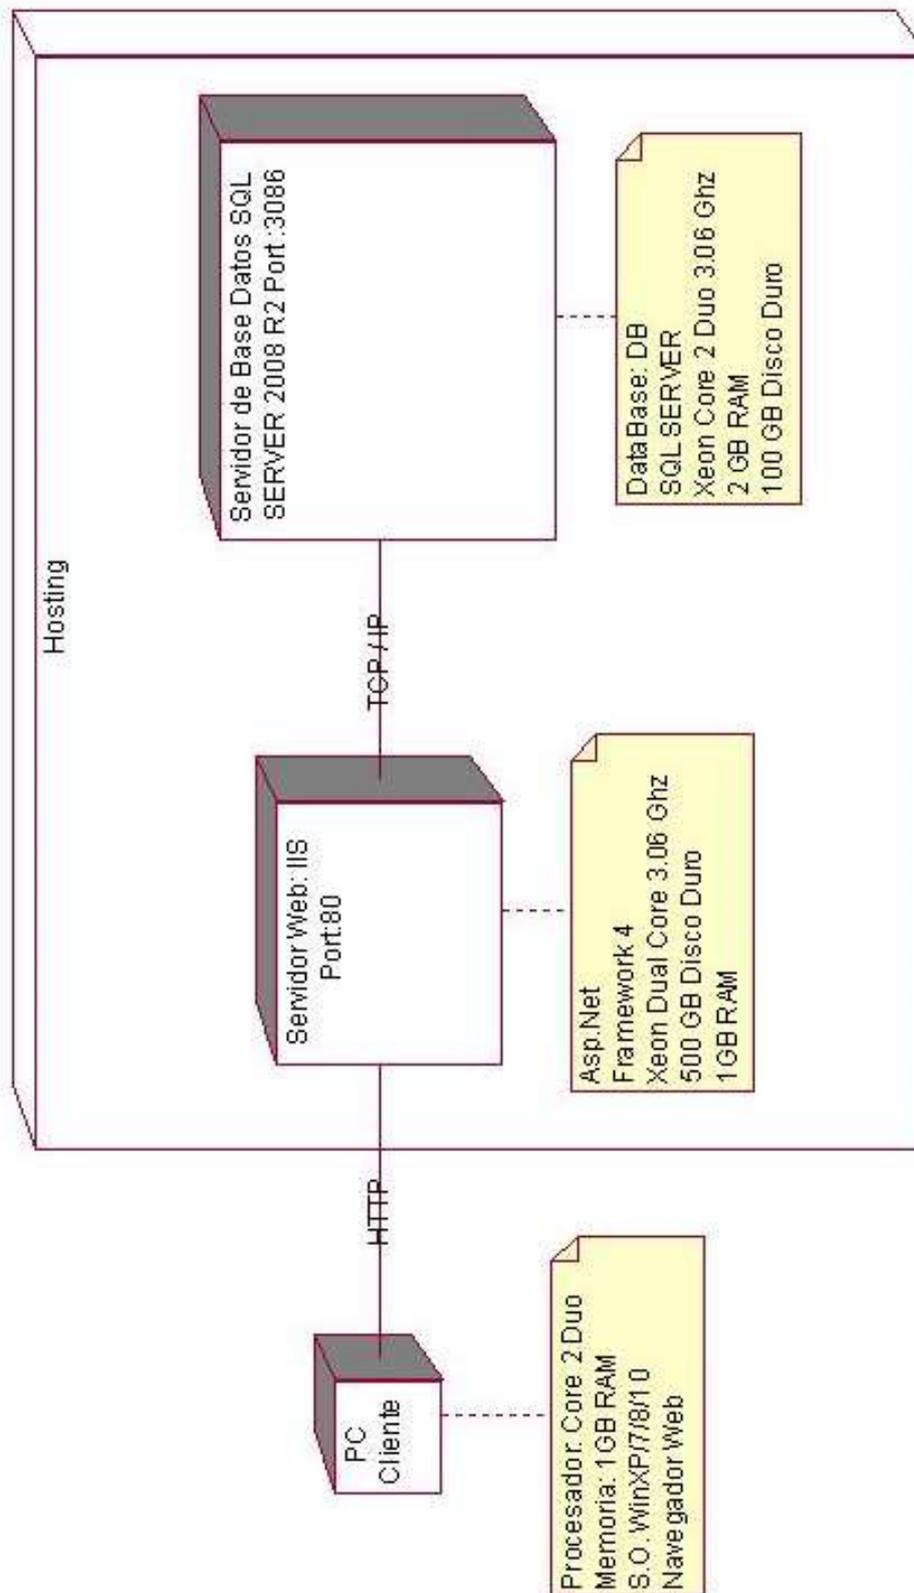 Hosting
PC
Cliente
HTTP
Servidor Web: IIS
Port:80
TCP / IP
Servidor de Base Datos SQL
SERVER 2008 R2 Port :3086
Procesador: Core 2 Duo
Memoria: 1GB RAM
S.O. WinXP/7/8/10
Navegador Web
Asp.Net
Framework 4
Xeon Dual Core 3.06 Ghz
500 GB Disco Duro
1GB RAM
DataBase: DB
SQL SERVER
Xeon Core 2 Duo 3.06 Ghz
2 GB RAM
100 GB Disco Duro